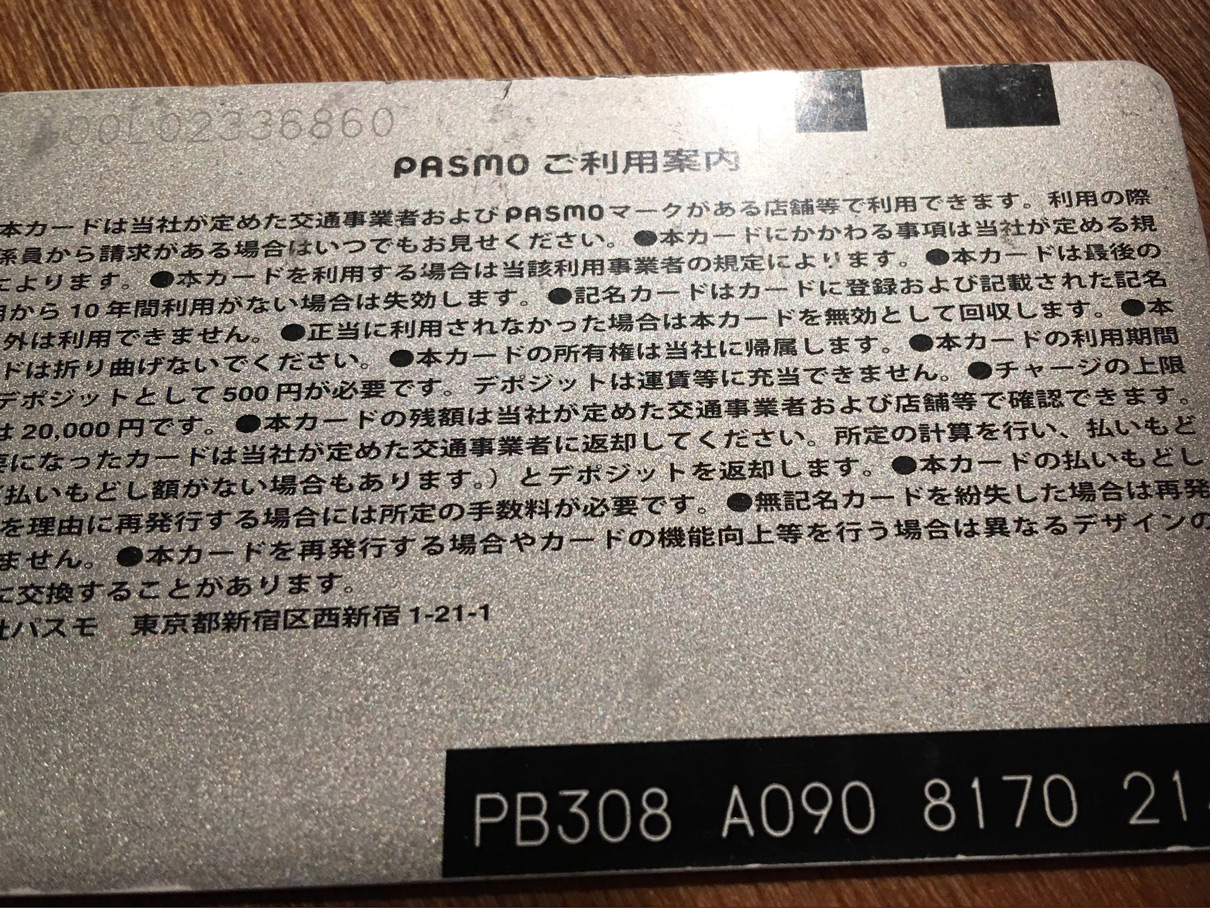 00L02336860
PASMO ご利用案内
本カードは当社が定めた交通事業者およびPASMOマークがある店舗等で利用できます。利用の際
係員から請求がある場合はいつでもお見せください。●本カードにかかわる事項は当社が定める規
によります。●本カードを利用する場合は当該利用事業者の規定によります。●本カードは最後の
用から10年間利用がない場合は失効します。●記名カードはカードに登録および記載された記名
外は利用できません。●正当に利用されなかった場合は本カードを無効として回収します。●本
ドは折り曲げないでください。●本カードの所有権は当社に帰属します。●本カードの利用期間
デポジットとして500円が必要です。デポジットは運賃等に充当できません。●チャージの上限
は20,000円です。●本カードの残額は当社が定めた交通事業者および店舗等で確認できます。
要になったカードは当社が定めた交通事業者に返却してください。所定の計算を行い、払いもど
払いもどし額がない場合もあります。）とデポジットを返却します。●本カードの払いもどし
を理由に再発行する場合には所定の手数料が必要です。●無記名カードを紛失した場合は再発
ません。●本カードを再発行する場合やカードの機能向上等を行う場合は異なるデザインの
に交換することがあります。
社パスモ　東京都新宿区西新宿1-21-1
PB308 A090 8170 21